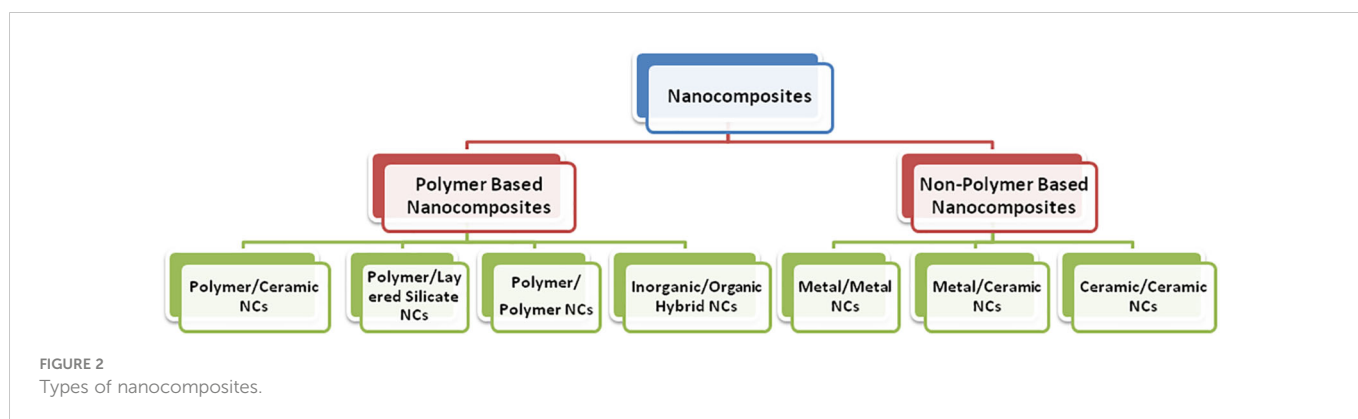 Nanocomposites
Polymer Based
Nanocomposites
Non-Polymer Based
Nanocomposites
Polymer/Ceramic
NCs
Polymer/Lay
ered Silicate
NCs
Polymer/
Polymer NCs
Inorganic/Organic
Hybrid NCs
Metal/Metal
NCs
Metal/Ceramic
NCs
Ceramic/Ceramic
NCs
FIGURE 2
Types of nanocomposites.